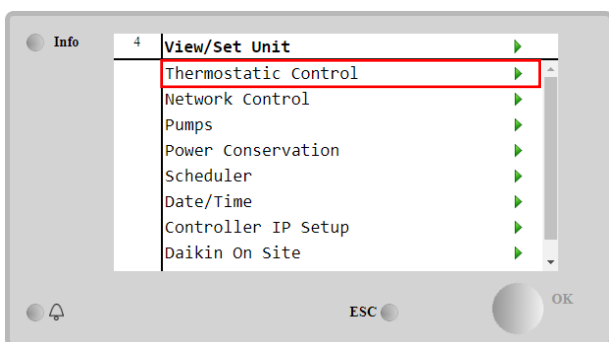 Info
4 View/Set Unit
Thermostatic Control
Network Control
Pumps
Power Conservation
Scheduler
Date/Time
Controller IP Setup
Daikin On Site
ESC OK